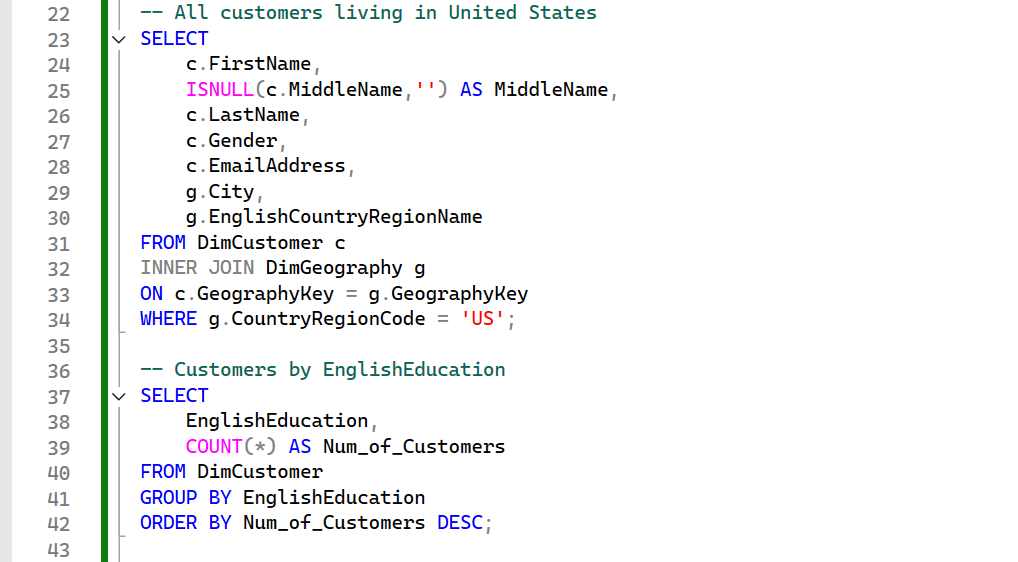 22 -- All customers living in United States
23 SELECT
24 c.FirstName,
25 ISNULL(c.MiddleName,'') AS MiddleName,
26 c.LastName,
27 c.Gender,
28 c.EmailAddress,
29 g.City,
30 g.EnglishCountryRegionName
31 FROM DimCustomer c
32 INNER JOIN DimGeography g
33 ON c.GeographyKey = g.GeographyKey
34 WHERE g.CountryRegionCode = 'US';
35
36 -- Customers by EnglishEducation
37 SELECT
38 EnglishEducation,
39 COUNT(*) AS Num_of_Customers
40 FROM DimCustomer
41 GROUP BY EnglishEducation
42 ORDER BY Num_of_Customers DESC;
43